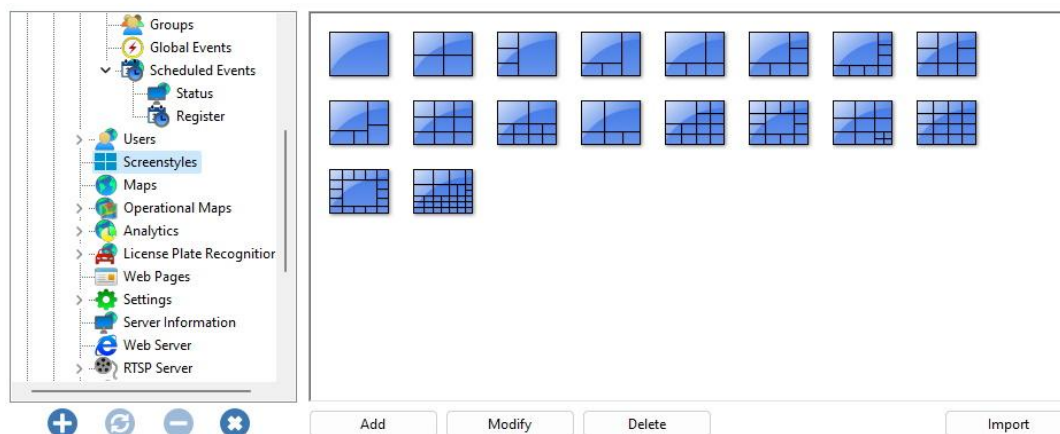 Groups
Global Events
Scheduled Events
Status
Register
Users
Screenstyles
Maps
Operational Maps
Analytics
License Plate Recognition
Web Pages
Settings
Server Information
Web Server
RTSP Server
Add
Modify
Delete
Import